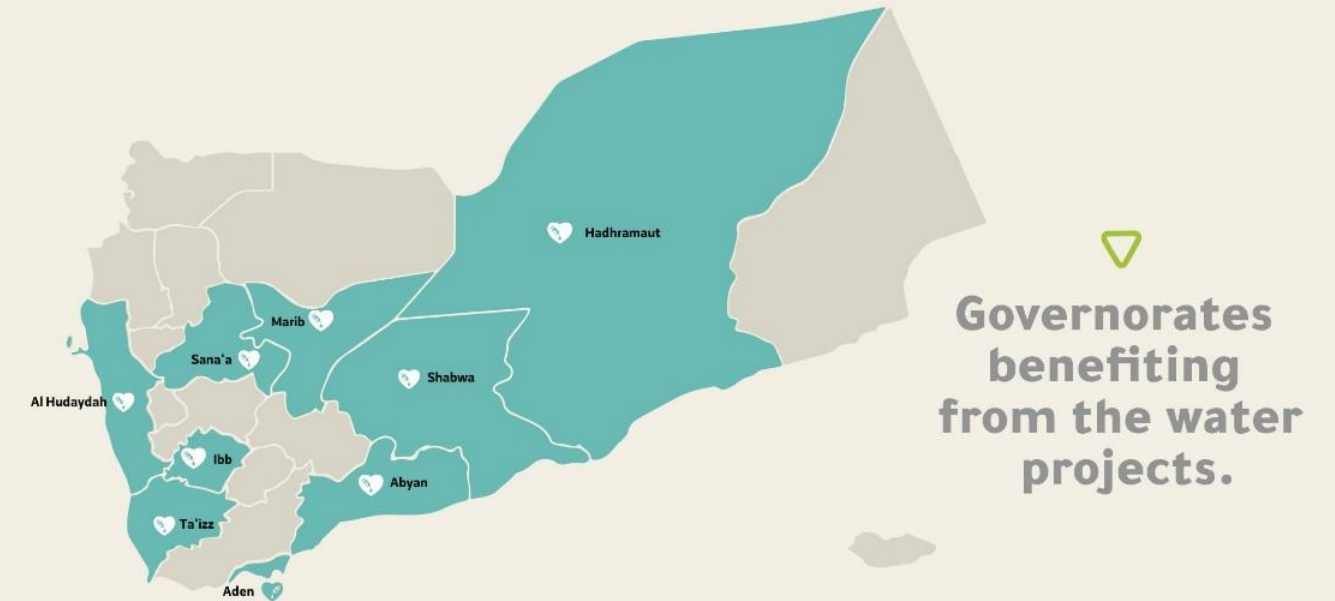 Hadhramaut
Marib
Sana'a
Shabwa
Al Hudaydah
Ibb
Abyan
Ta'izz
Aden
Governorates
benefiting
from the water
projects.